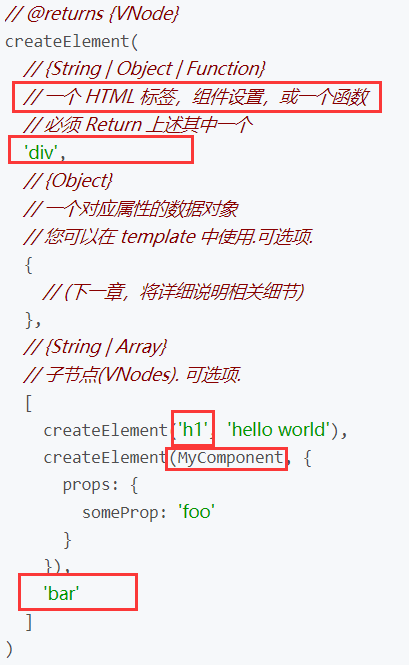 // @returns {VNode}
createElement(
// {String | Object | Function}
// 一个 HTML 标签，组件设置，或一个函数
// 必须 Return 上述其中一个
'div',
// {Object}
// 一个对应属性的数据对象
// 您可以在 template 中使用.可选项.
{
// (下一章，将详细说明相关细节)
},
// {String | Array}
// 子节点(VNodes). 可选项.
[
createElement('h1', 'hello world'),
createElement(MyComponent, {
props: {
someProp: 'foo'
}
}),
'bar'
]
)